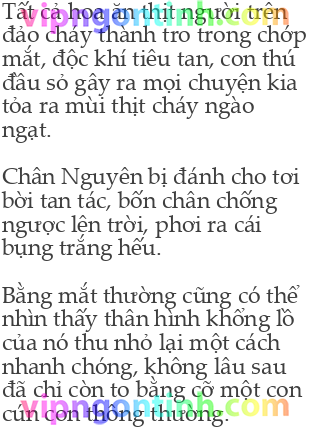 Tất cả hoa ăn thịt người trên
đảo cháy thành tro trong chớp
mắt, độc khí tiêu tan, con thú
đầu sỏ gây ra mọi chuyện kia
tỏa ra mùi thịt cháy ngào
ngạt.
Chân Nguyên bị đánh cho tơi
bời tan tác, bốn chân chống
ngược lên trời, phơi ra cái
bụng trắng hếu.
Bằng mắt thường cũng có thể
nhìn thấy thân hình khổng lồ
của nó thu nhỏ lại một cách
nhanh chóng, không lâu sau
đã chỉ còn to bằng cỡ một con
cún con thông thường.
vipngontinh.com
vipngontinh.com